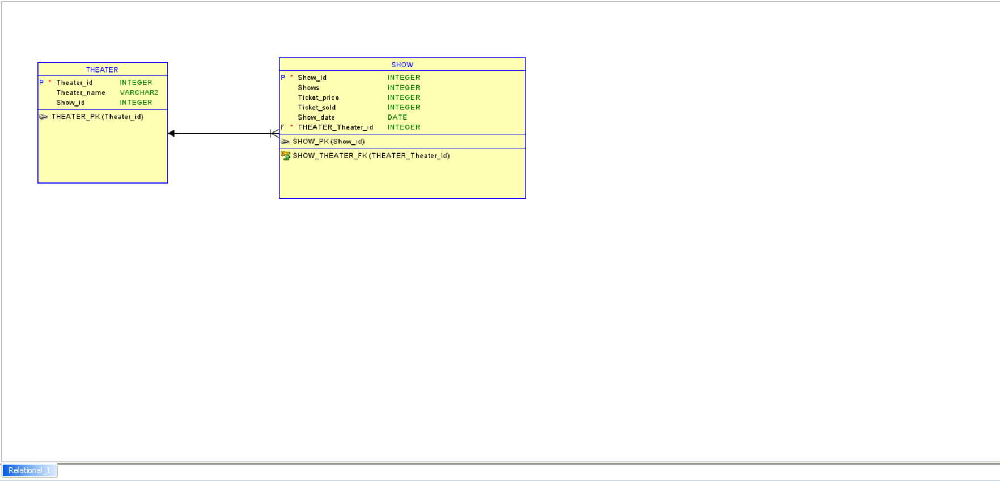 THEATER
P * Theater_id INTEGER
Theater_name VARCHAR2
Show_id INTEGER
THEATER_PK (Theater_id)
SHOW
P * Show_id INTEGER
Shows INTEGER
Ticket_price INTEGER
Ticket_sold INTEGER
Show_date DATE
F * THEATER_Theater_id INTEGER
SHOW_PK (Show_id)
SHOW_THEATER_FK (THEATER_Theater_id)
Relational_1